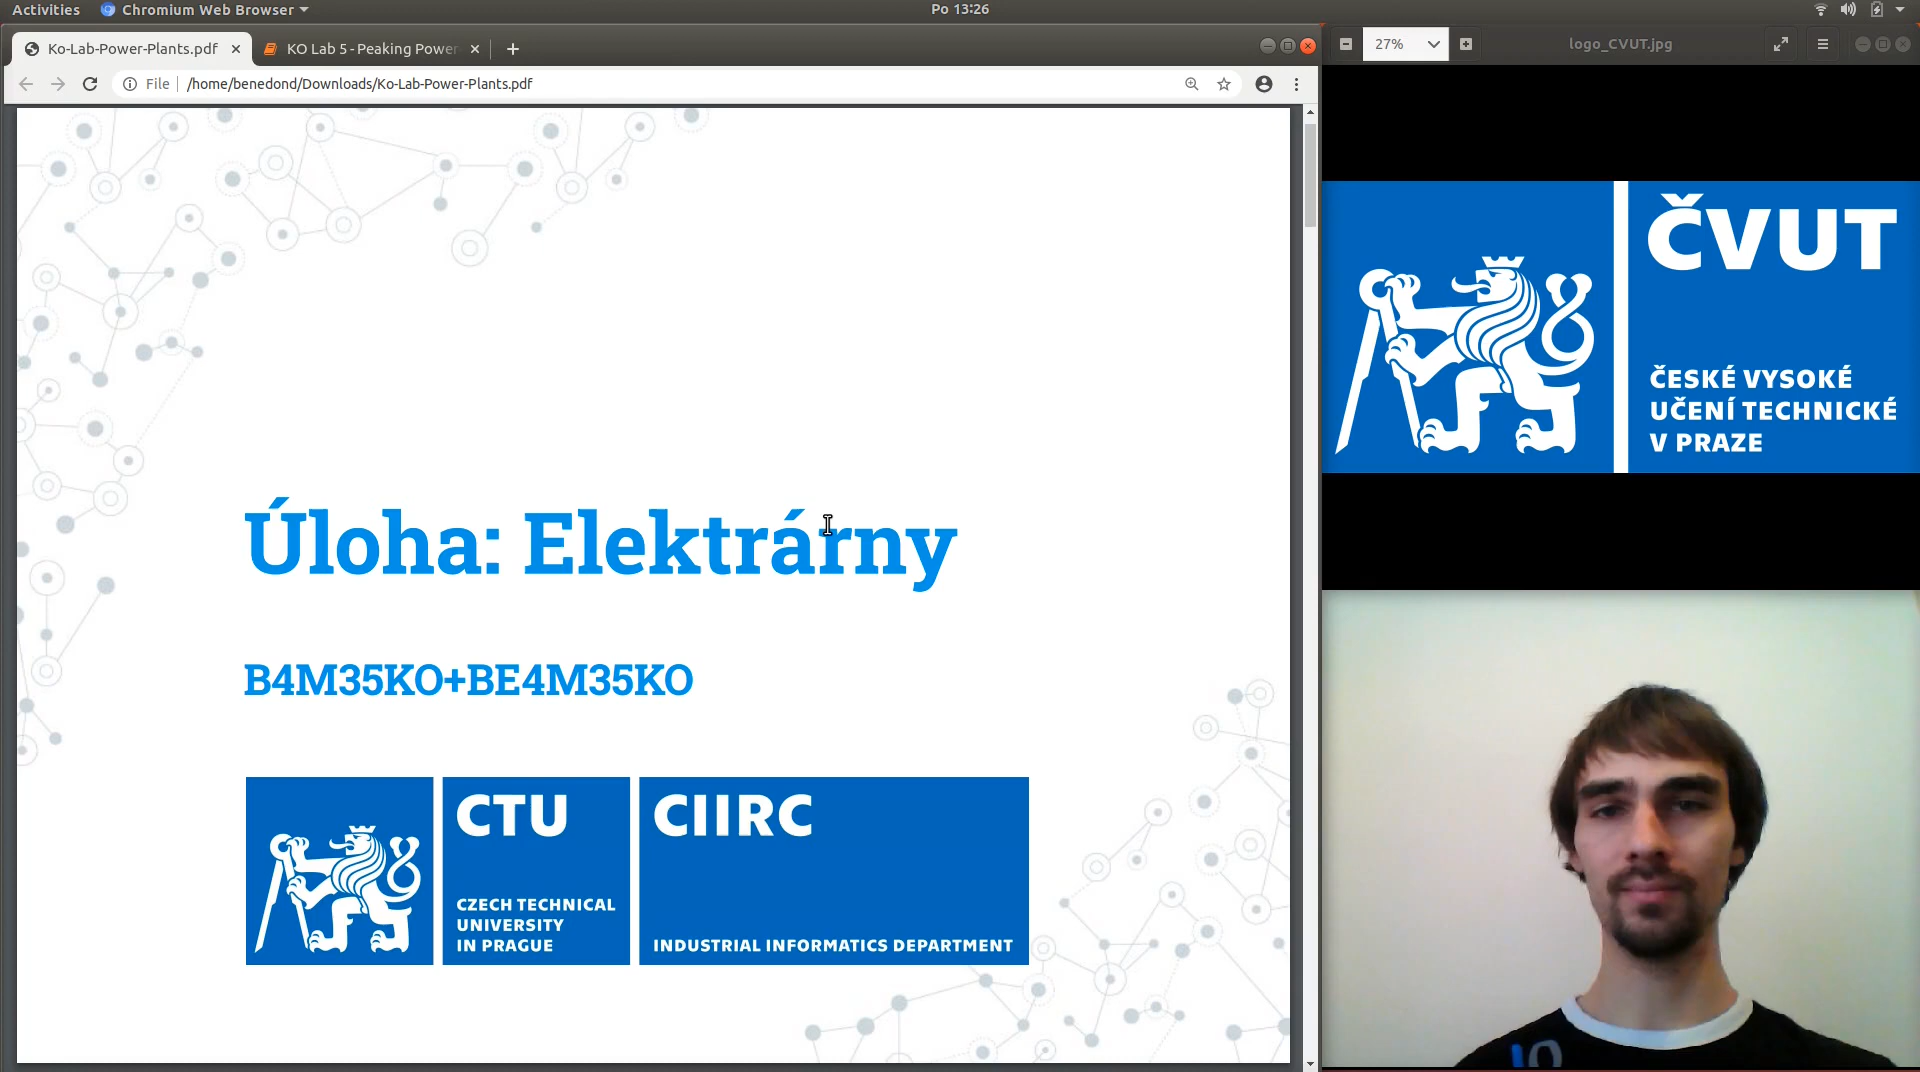 Activities
Chromium Web Browser
Po 13:26
Ko-Lab-Power-Plants.pdf
KO Lab 5 - Peaking Power
File
/home/benedond/Downloads/Ko-Lab-Power-Plants.pdf
27%
logo_CVUT.jpg
Úloha: Elektrárny
B4M35KO+BE4M35KO
CTU
CZECH TECHNICAL
UNIVERSITY
IN PRAGUE
CIIRC
INDUSTRIAL INFORMATICS DEPARTMENT
ČVUT
ČESKÉ VYSOKÉ
UČENÍ TECHNICKÉ
V PRAZE